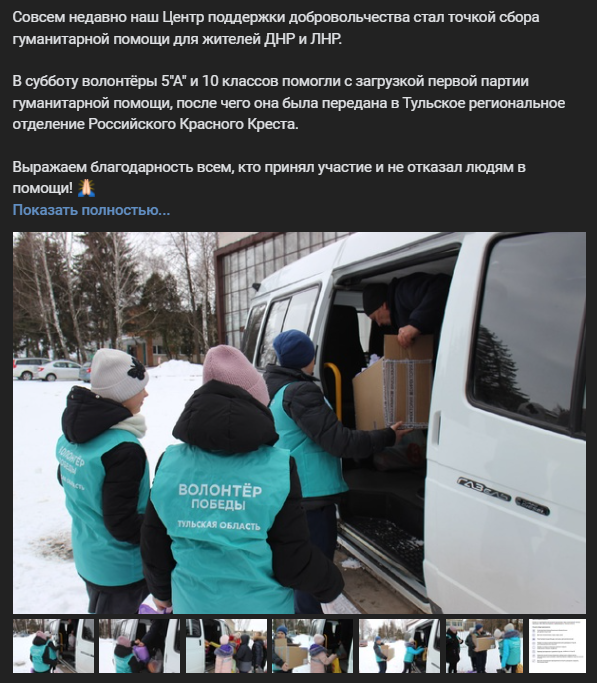 Совсем недавно наш Центр поддержки добровольчества стал точкой сбора
гуманитарной помощи для жителей ДНР и ЛНР.
В субботу волонтёры 5"А" и 10 классов помогли с загрузкой первой партии
гуманитарной помощи, после чего она была передана в Тульское региональное
отделение Российского Красного Креста.
Выражаем благодарность всем, кто принял участие и не отказал людям в
помощи! 🙏🏻
Показать полностью...
ВОЛОНТЁР
ПОБЕДЫ
ТУЛЬСКАЯ ОБЛАСТЬ